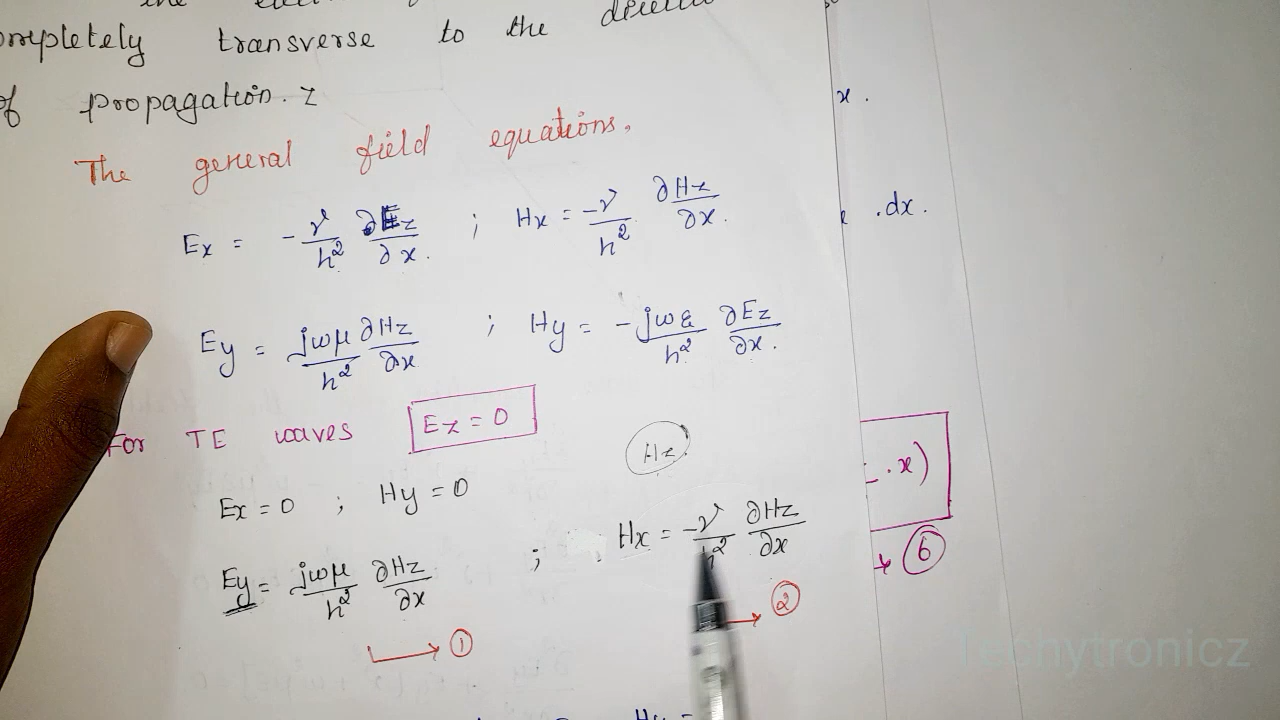 the
completely transverse to the
of propagation. z
x.
The general field equations.
Ex = - γ/h² ∂Ez/∂x. ; Hx = -γ/h² ∂Hz/∂x.
.dx.
Ey = jωμ/h² ∂Hz/∂x ; Hy = - jωε/h² ∂Ez/∂x.
For TE waves Ez = 0
Hz
.x)
Ex = 0 ; Hy = 0
6
Ey = jωμ/h² ∂Hz/∂x ; Hx = -γ/h² ∂Hz/∂x
1 2
Techytronicz